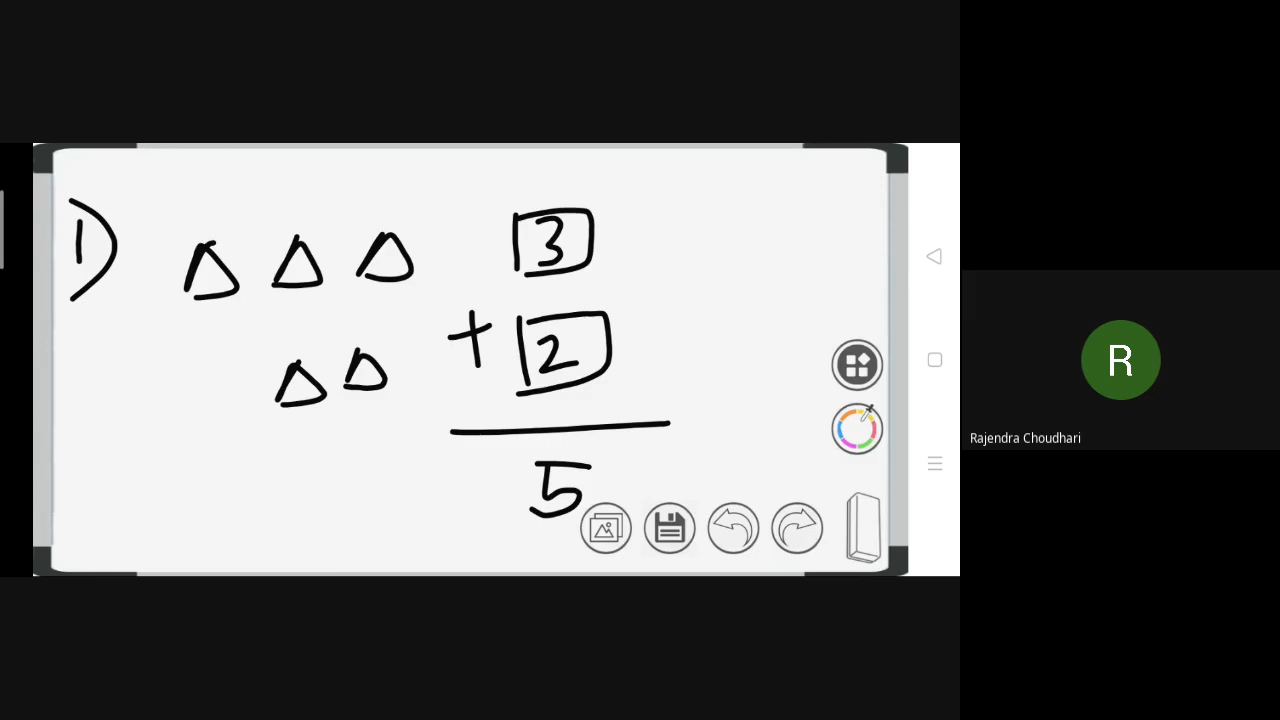 1) △ △ △ 3
△ △ + 2
5
R
Rajendra Choudhari